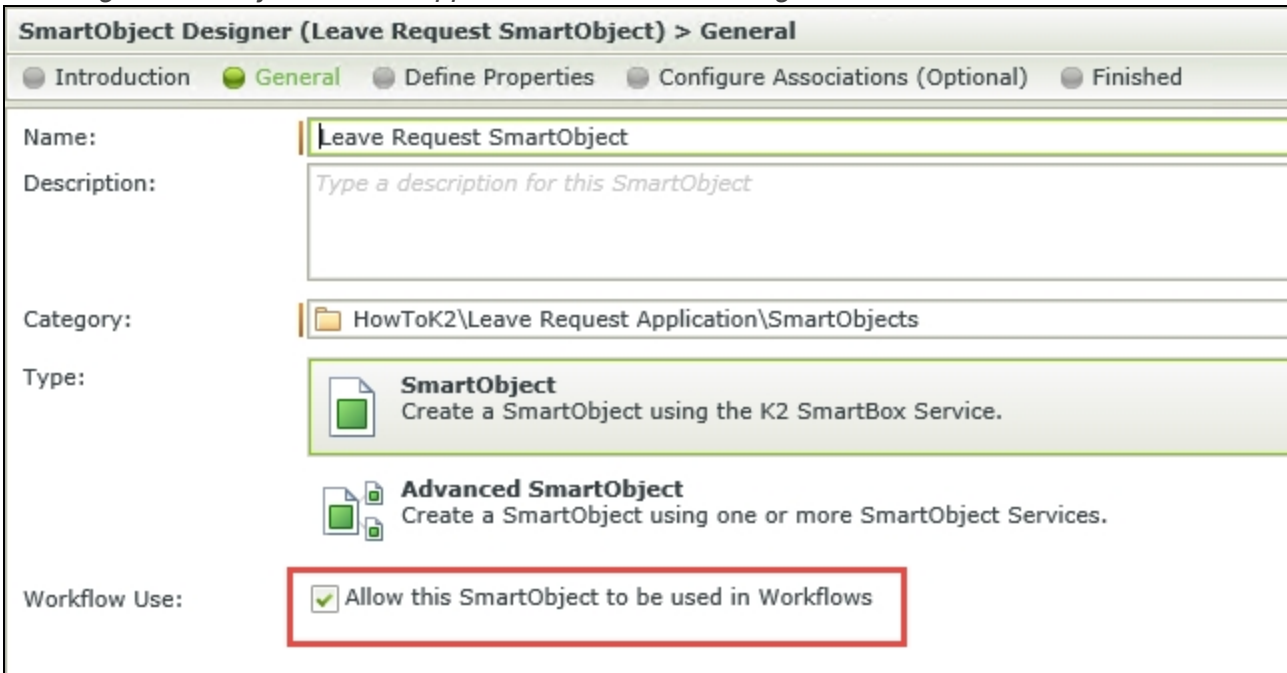 SmartObject Designer (Leave Request SmartObject) > General
Introduction General Define Properties Configure Associations (Optional) Finished
Name: Leave Request SmartObject
Description: Type a description for this SmartObject
Category: HowToK2\Leave Request Application\SmartObjects
Type: SmartObject
Create a SmartObject using the K2 SmartBox Service.
Advanced SmartObject
Create a SmartObject using one or more SmartObject Services.
Workflow Use: Allow this SmartObject to be used in Workflows